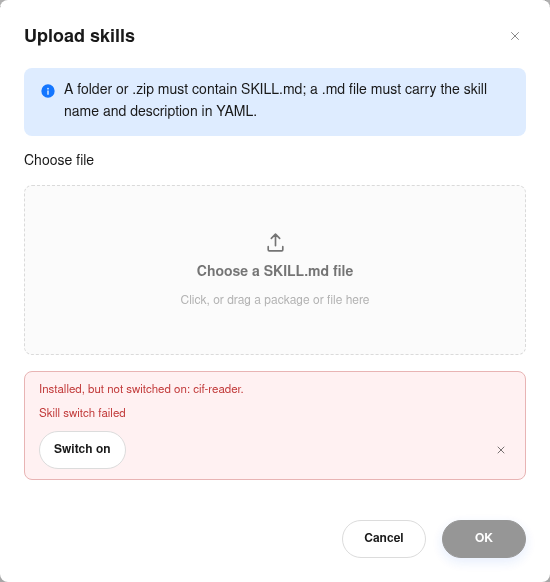 Upload skills
A folder or .zip must contain SKILL.md; a .md file must carry the skill
name and description in YAML.
Choose file
Choose a SKILL.md file
Click, or drag a package or file here
Installed, but not switched on: cif-reader.
Skill switch failed
Switch on
Cancel
OK